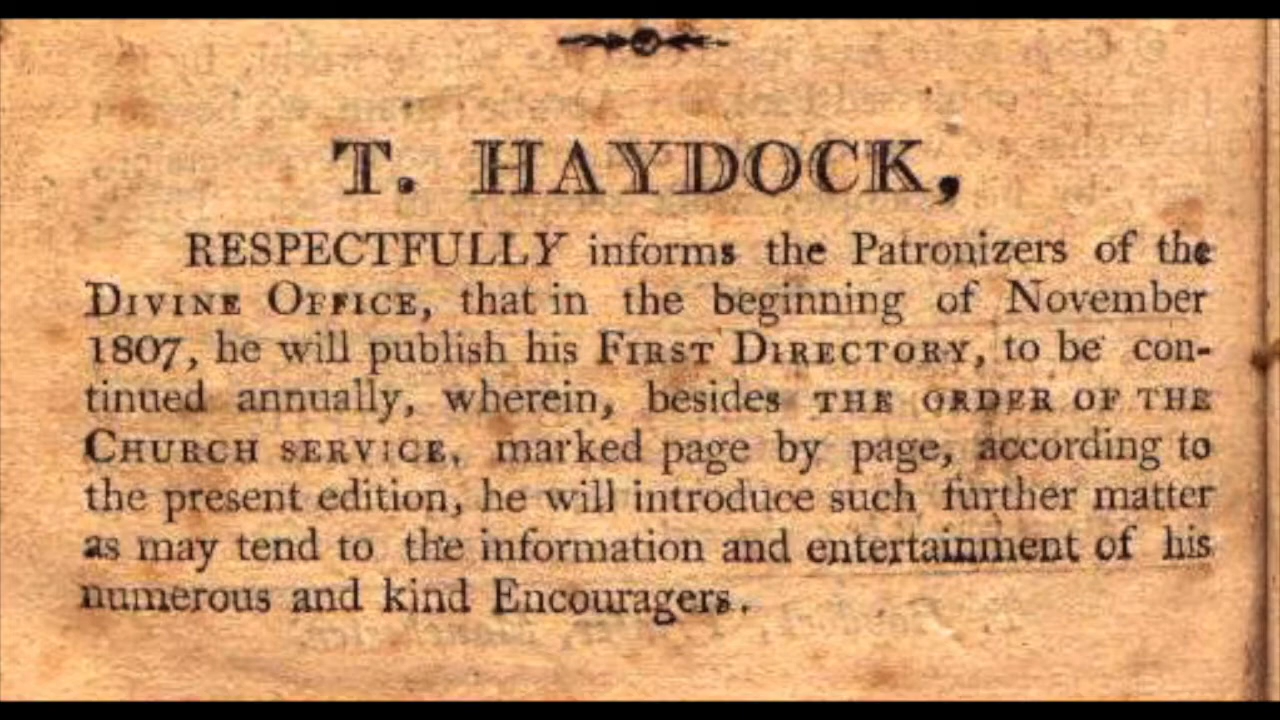 T. HAYDOCK,
RESPECTFULLY informs the Patronizers of the
DIVINE OFFICE, that in the beginning of November
1807, he will publish his FIRST DIRECTORY, to be con-
tinued annually, wherein, besides THE ORDER OF THE
CHURCH SERVICE, marked page by page, according to
the present edition, he will introduce such further matter
as may tend to the information and entertainment of his
numerous and kind Encouragers.